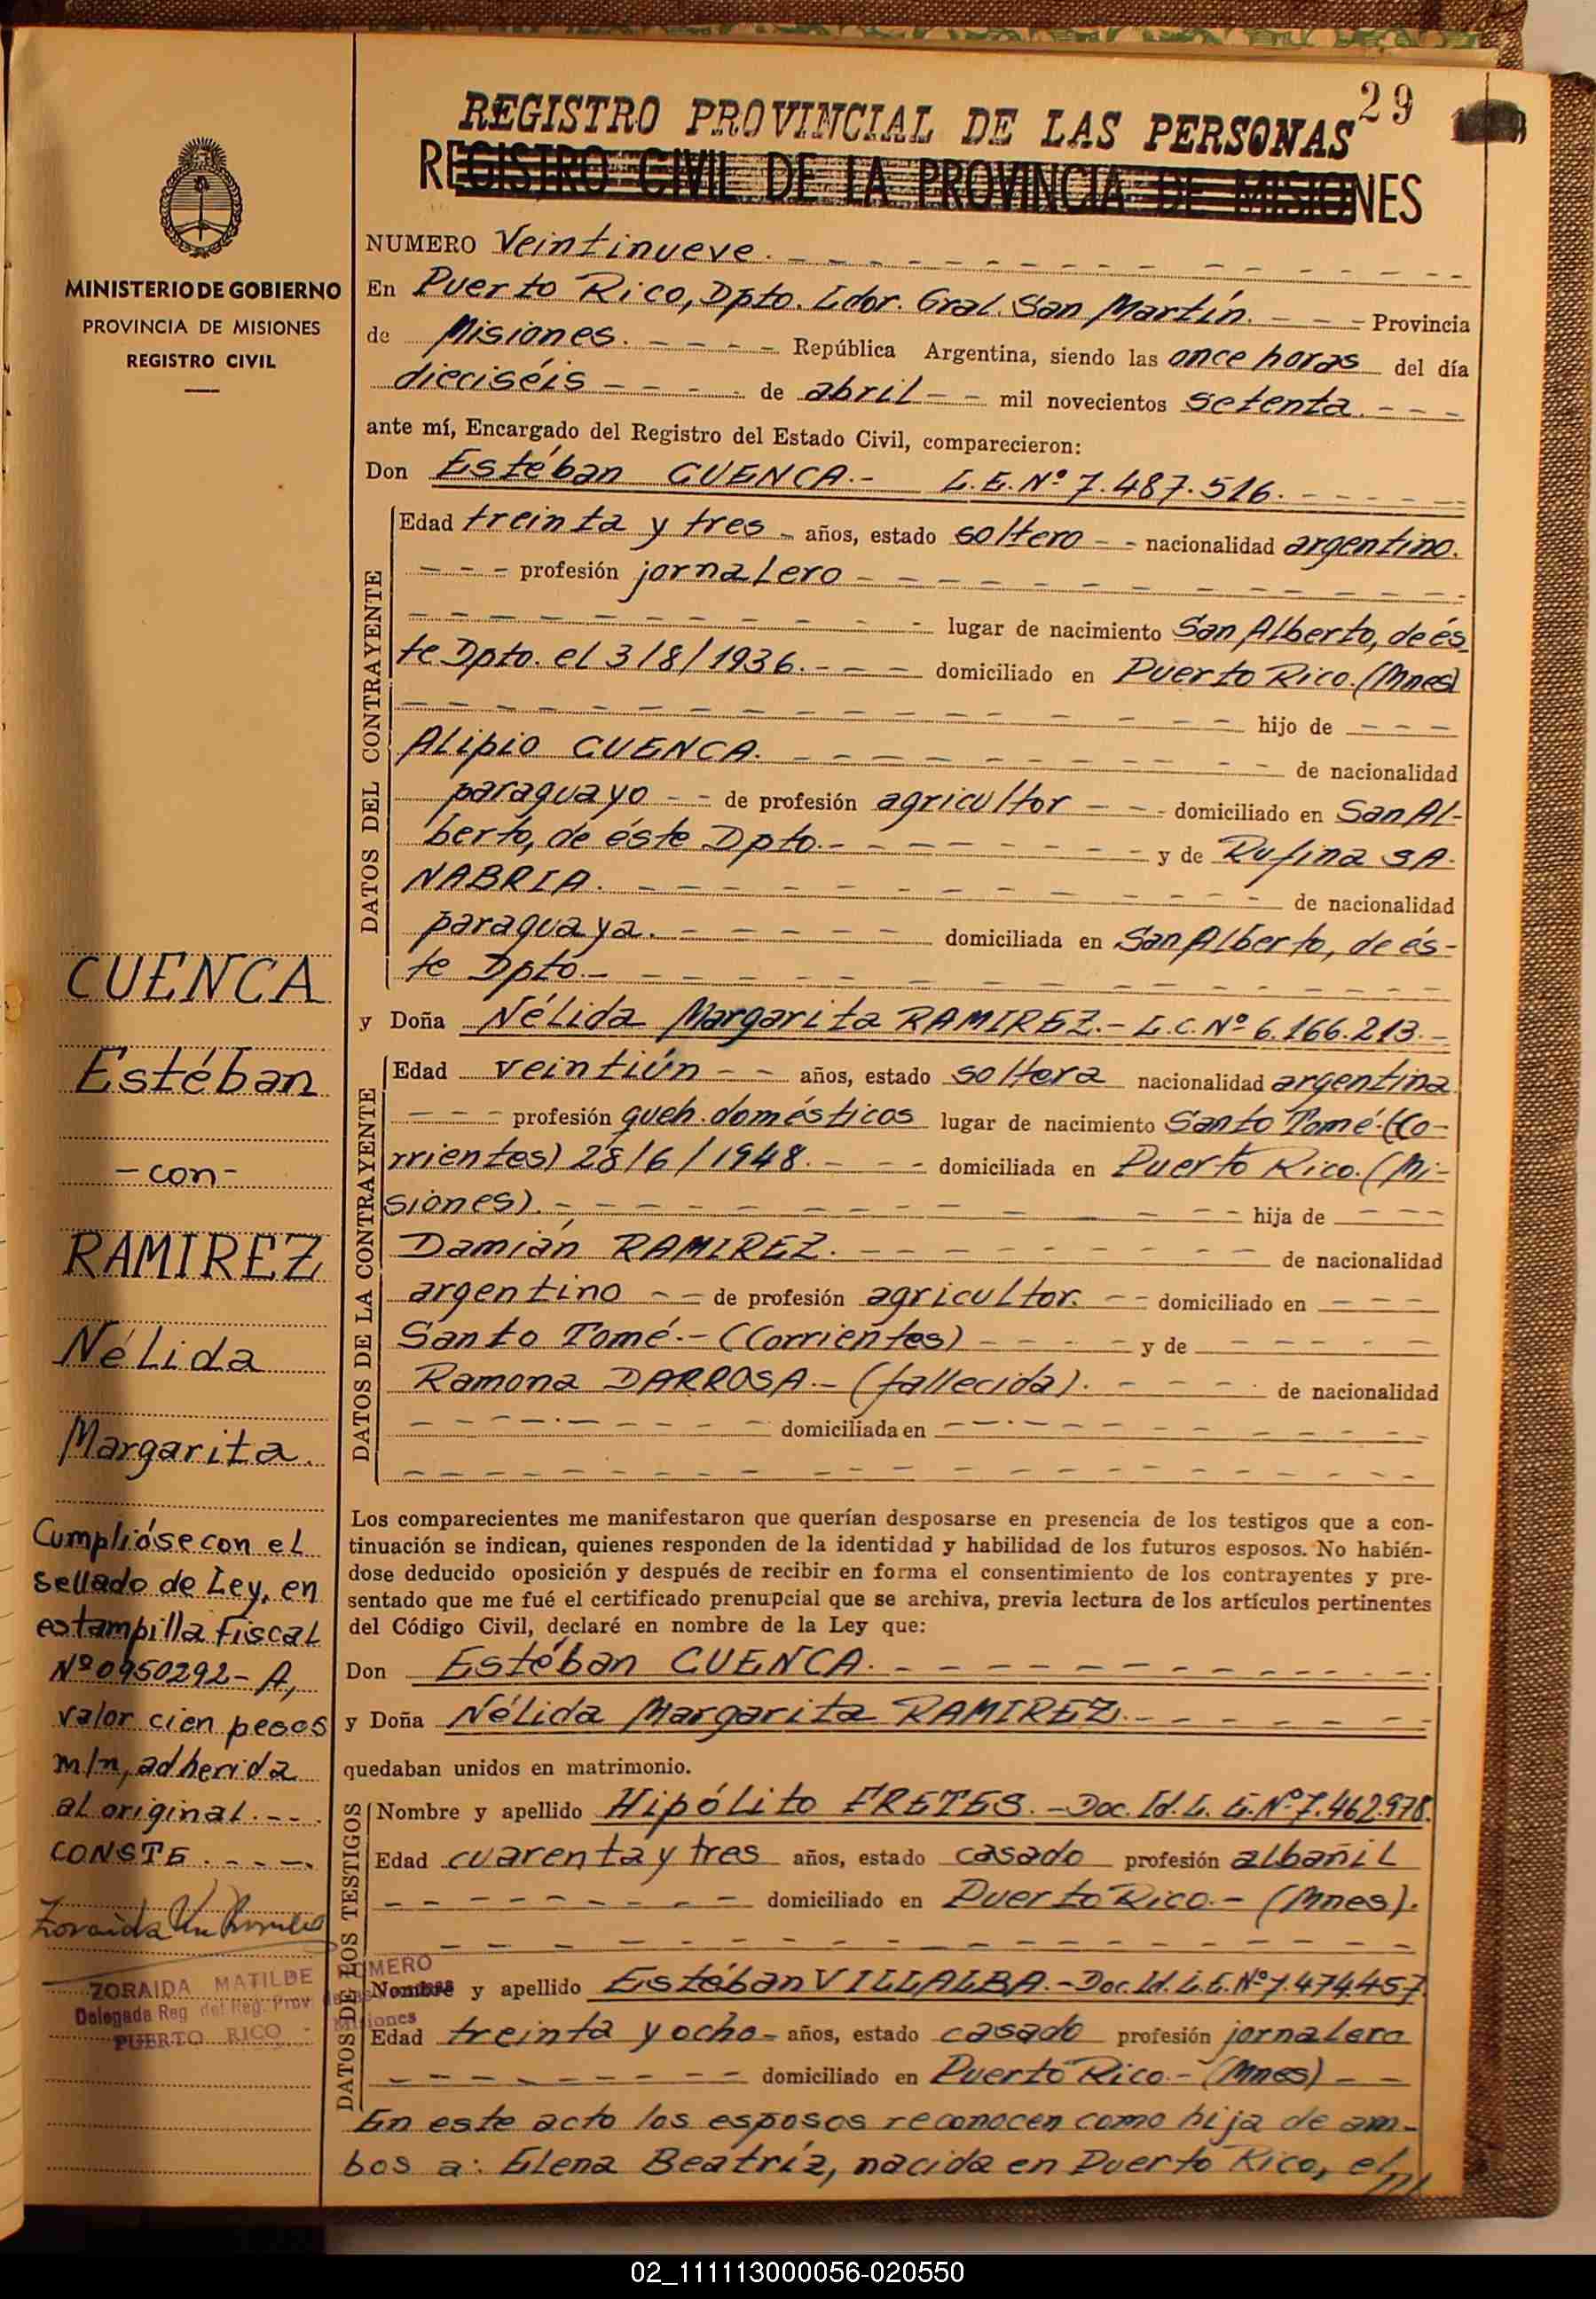 29
REGISTRO PROVINCIAL DE LAS PERSONAS
REGISTRO CIVIL DE LA PROVINCIA DE MISIONES
MINISTERIO DE GOBIERNO
PROVINCIA DE MISIONES
REGISTRO CIVIL
NUMERO Veintinueve.
En Puerto Rico, Dpto. Ldor. Gral. San Martín. Provincia
de Misiones. República Argentina, siendo las once horas del día
dieciséis de abril mil novecientos setenta.
ante mí, Encargado del Registro del Estado Civil, comparecieron:
Don Estéban CUENCA.- L.E. Nº 7.487.516.
DATOS DEL CONTRAYENTE
Edad treinta y tres años, estado soltero nacionalidad argentino.
profesión jornalero
lugar de nacimiento San Alberto, de és
te Dpto. el 3/8/1936. domiciliado en Puerto Rico. (Mnes)
hijo de
Alipio CUENCA. de nacionalidad
paraguayo de profesión agricultor domiciliado en San Al-
berto, de éste Dpto. y de Rufina SA-
NABRIA. de nacionalidad
paraguaya. domiciliada en San Alberto, de és-
te Dpto.
y Doña Nélida Margarita RAMIREZ.- L.C. Nº 6.166.213.-
DATOS DE LA CONTRAYENTE
Edad veintiún años, estado soltera nacionalidad argentina
profesión queh. domésticos lugar de nacimiento Santo Tomé (Co-
rrientes) 28/6/1948. domiciliada en Puerto Rico. (Mi-
siones). hija de
Damián RAMIREZ. de nacionalidad
argentino de profesión agricultor. domiciliado en
Santo Tomé.- (Corrientes) y de
Ramona DARROSA.- (fallecida). de nacionalidad
domiciliada en
CUENCA
Estéban
-con-
RAMIREZ
Nélida
Margarita.
Cumplióse con el
sellado de Ley, en
estampilla Fiscal
Nº 0950292-A,
valor cien pesos
m/n, adherida
al original.
CONSTE.
Zoraida
ZORAIDA MATILDE ROMERO
Delegada Reg. del Reg. Prov. de las Personas
PUERTO RICO - Misiones
Los comparecientes me manifestaron que querían desposarse en presencia de los testigos que a con-
tinuación se indican, quienes responden de la identidad y habilidad de los futuros esposos. No habién-
dose deducido oposición y después de recibir en forma el consentimiento de los contrayentes y pre-
sentado que me fué el certificado prenupcial que se archiva, previa lectura de los artículos pertinentes
del Código Civil, declaré en nombre de la Ley que:
Don Estéban CUENCA.
y Doña Nélida Margarita RAMIREZ.
quedaban unidos en matrimonio.
DATOS DE LOS TESTIGOS
Nombre y apellido Hipólito FRETES.-Doc. Id. L. E. Nº 7.462.978.
Edad cuarenta y tres años, estado casado profesión albañil
domiciliado en Puerto Rico.- (Mnes).
Nombre y apellido Estéban VILLALBA.-Doc. Id. L.E. Nº 7.474.457
Edad treinta y ocho años, estado casado profesión jornalero
domiciliado en Puerto Rico.- (Mnes)
En este acto los esposos reconocen como hija de am-
bos a: Elena Beatríz, nacida en Puerto Rico, el
02_111113000056-020550